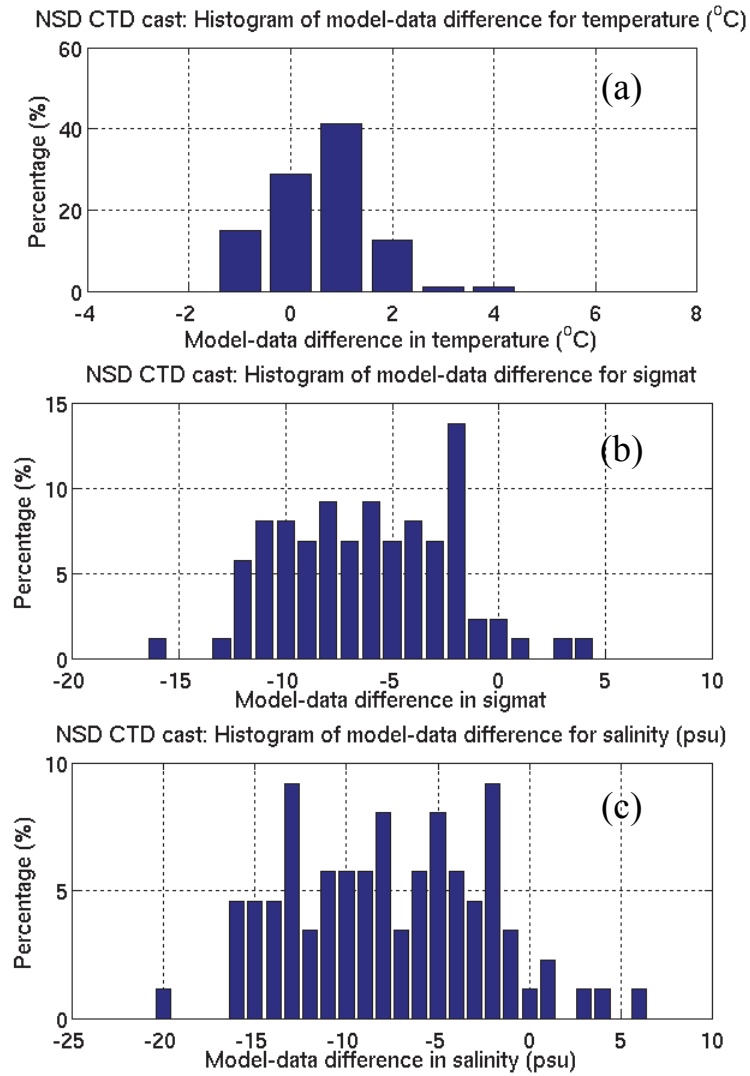 NSD CTD cast: Histogram of model-data difference for temperature (°C)
60
40
20
0
Percentage (%)
(a)
-4 -2 0 2 4 6 8
Model-data difference in temperature (°C)
NSD CTD cast: Histogram of model-data difference for sigmat
15
10
5
0
Percentage (%)
(b)
-20 -15 -10 -5 0 5 10
Model-data difference in sigmat
NSD CTD cast: Histogram of model-data difference for salinity (psu)
10
5
0
Percentage (%)
(c)
-25 -20 -15 -10 -5 0 5 10
Model-data difference in salinity (psu)